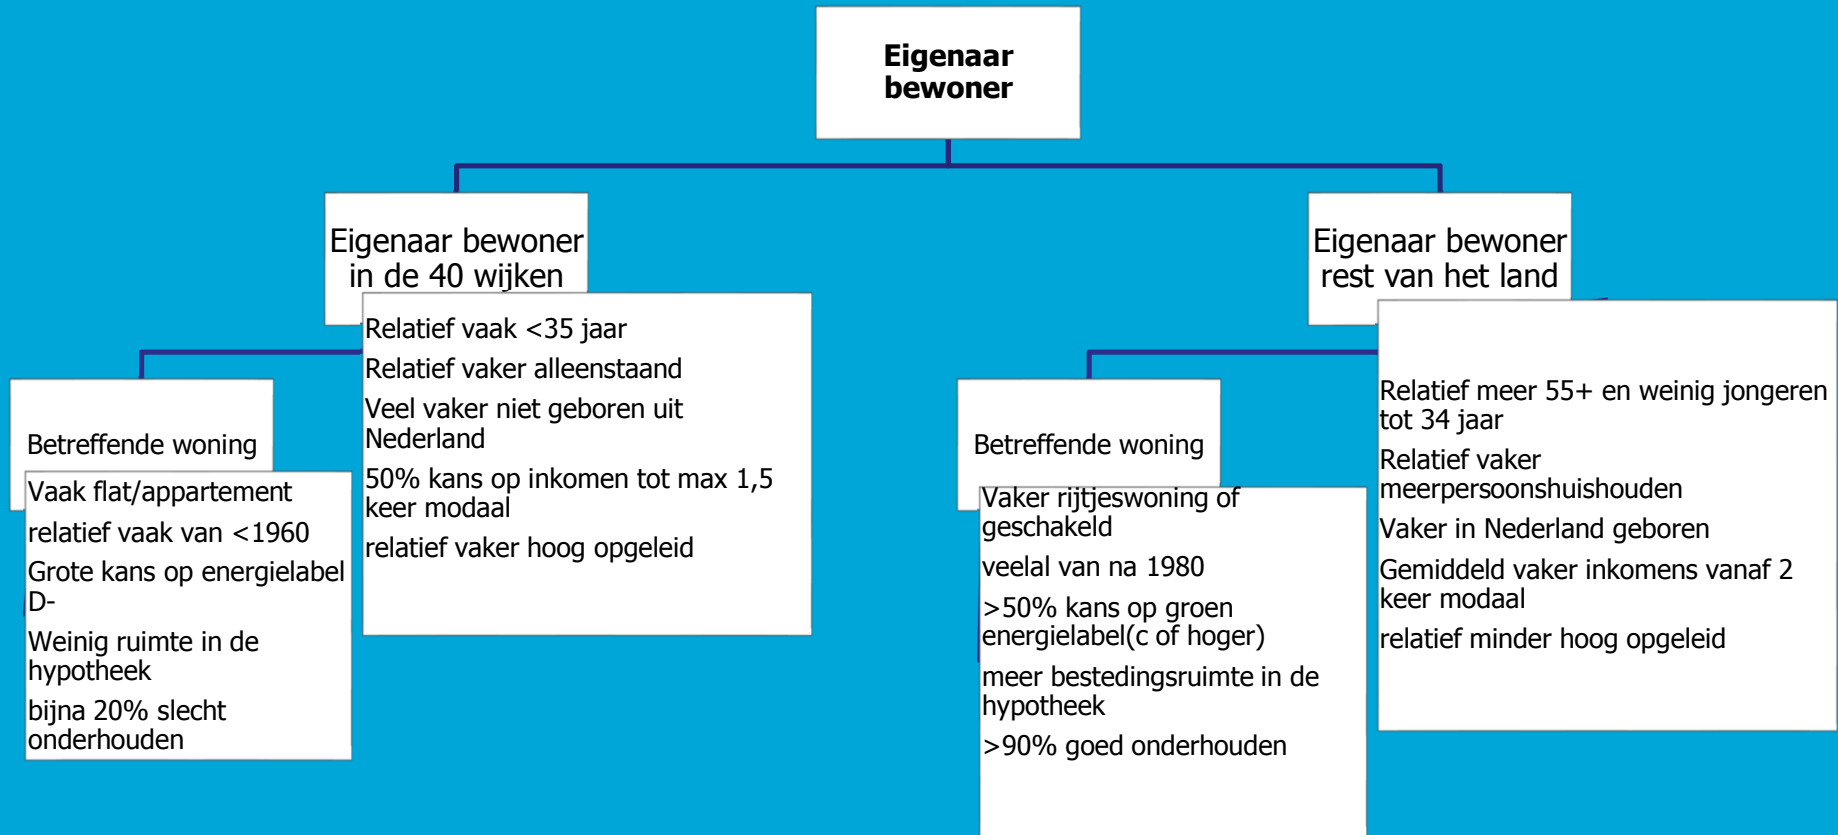 Eigenaar
bewoner
Eigenaar bewoner
in de 40 wijken
Relatief vaak <35 jaar
Relatief vaker alleenstaand
Veel vaker niet geboren uit
Nederland
50% kans op inkomen tot max 1,5
keer modaal
relatief vaker hoog opgeleid
Betreffende woning
Vaak flat/appartement
relatief vaak van <1960
Grote kans op energielabel
D-
Weinig ruimte in de
hypotheek
bijna 20% slecht
onderhouden
Eigenaar bewoner
rest van het land
Relatief meer 55+ en weinig jongeren
tot 34 jaar
Relatief vaker
meerpersoonshuishouden
Vaker in Nederland geboren
Gemiddeld vaker inkomens vanaf 2
keer modaal
relatief minder hoog opgeleid
Betreffende woning
Vaker rijtjeswoning of
geschakeld
veelal van na 1980
>50% kans op groen
energielabel(c of hoger)
meer bestedingsruimte in de
hypotheek
>90% goed onderhouden